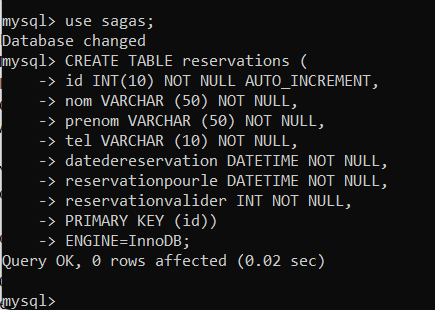 mysql> use sagas;
Database changed
mysql> CREATE TABLE reservations (
    -> id INT(10) NOT NULL AUTO_INCREMENT,
    -> nom VARCHAR (50) NOT NULL,
    -> prenom VARCHAR (50) NOT NULL,
    -> tel VARCHAR (10) NOT NULL,
    -> datedereservation DATETIME NOT NULL,
    -> reservationpourle DATETIME NOT NULL,
    -> reservationvalider INT NOT NULL,
    -> PRIMARY KEY (id))
    -> ENGINE=InnoDB;
Query OK, 0 rows affected (0.02 sec)
mysql>